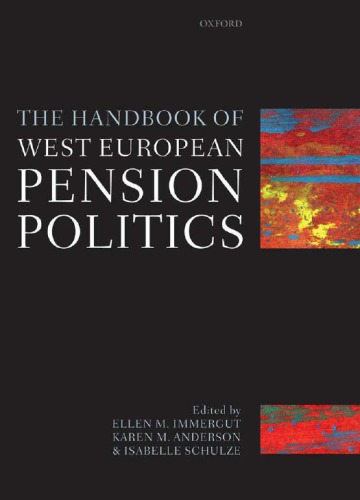 OXFORD
THE HANDBOOK OF
WEST EUROPEAN
PENSION
POLITICS
Edited by
ELLEN M. IMMERGUT
KAREN M. ANDERSON
& ISABELLE SCHULZE